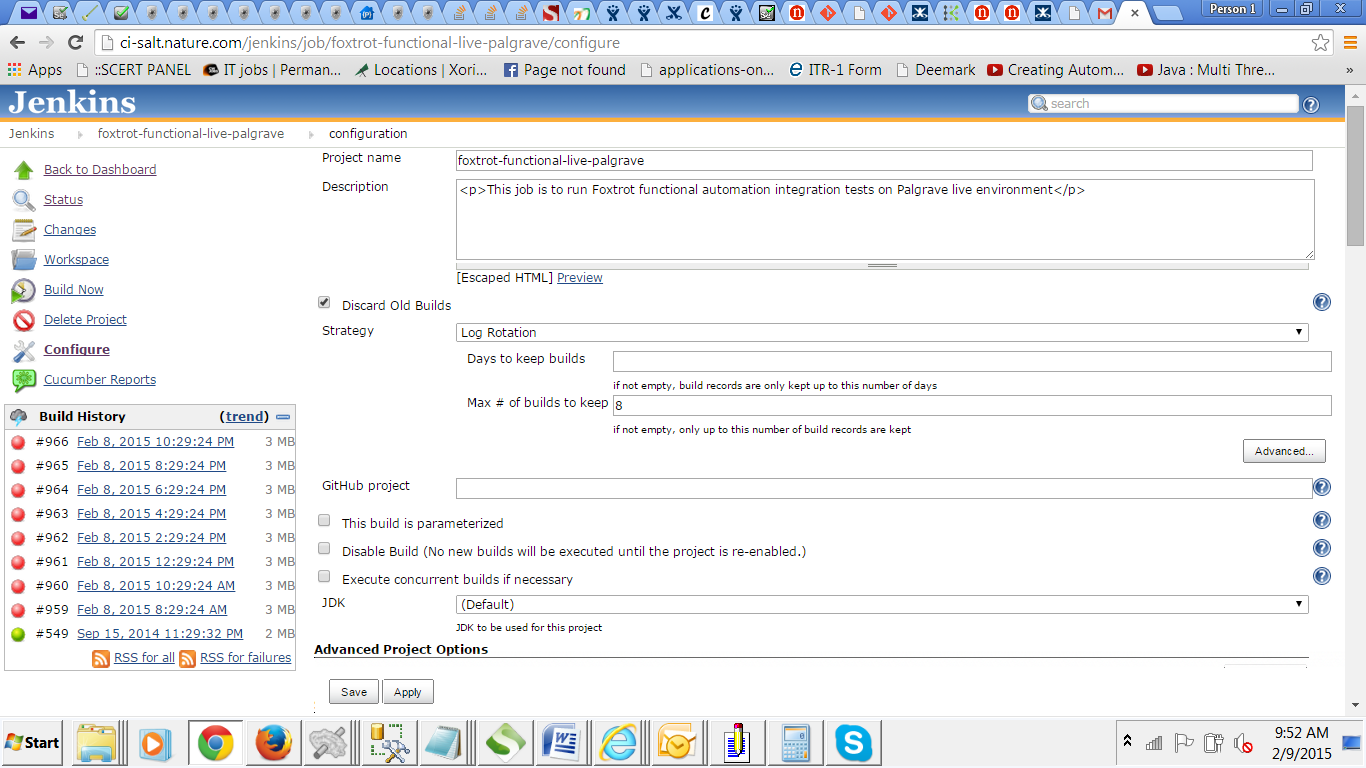 Person 1
ci-salt.nature.com/jenkins/job/foxtrot-functional-live-palgrave/configure
Apps ::SCERT PANEL IT jobs | Perman... Locations | Xori... Page not found applications-on... ITR-1 Form Deemark Creating Autom... Java : Multi Thre... »
Jenkins search
Jenkins foxtrot-functional-live-palgrave configuration
Back to Dashboard
Status
Changes
Workspace
Build Now
Delete Project
Configure
Cucumber Reports
Build History (trend)
#966 Feb 8, 2015 10:29:24 PM 3 MB
#965 Feb 8, 2015 8:29:24 PM 3 MB
#964 Feb 8, 2015 6:29:24 PM 3 MB
#963 Feb 8, 2015 4:29:24 PM 3 MB
#962 Feb 8, 2015 2:29:24 PM 3 MB
#961 Feb 8, 2015 12:29:24 PM 3 MB
#960 Feb 8, 2015 10:29:24 AM 3 MB
#959 Feb 8, 2015 8:29:24 AM 3 MB
#549 Sep 15, 2014 11:29:32 PM 2 MB
RSS for all RSS for failures
Project name foxtrot-functional-live-palgrave
Description <p>This job is to run Foxtrot functional automation integration tests on Palgrave live environment</p>
[Escaped HTML] Preview
Discard Old Builds
Strategy Log Rotation
Days to keep builds
if not empty, build records are only kept up to this number of days
Max # of builds to keep 8
if not empty, only up to this number of build records are kept
Advanced...
GitHub project
This build is parameterized
Disable Build (No new builds will be executed until the project is re-enabled.)
Execute concurrent builds if necessary
JDK (Default)
JDK to be used for this project
Advanced Project Options
Save Apply
Start
9:52 AM
2/9/2015